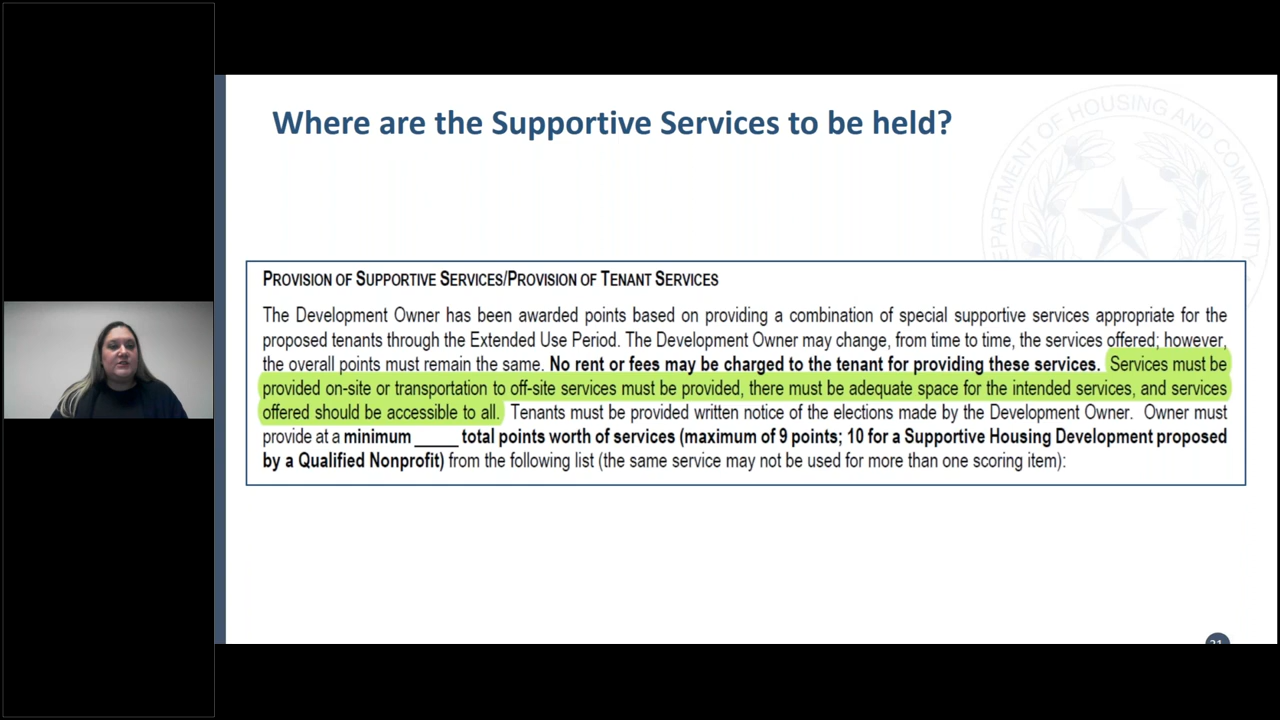 Where are the Supportive Services to be held?
DEPARTMENT OF HOUSING AND COMMUNITY
PROVISION OF SUPPORTIVE SERVICES/PROVISION OF TENANT SERVICES
The Development Owner has been awarded points based on providing a combination of special supportive services appropriate for the
proposed tenants through the Extended Use Period. The Development Owner may change, from time to time, the services offered; however,
the overall points must remain the same. No rent or fees may be charged to the tenant for providing these services. Services must be
provided on-site or transportation to off-site services must be provided, there must be adequate space for the intended services, and services
offered should be accessible to all. Tenants must be provided written notice of the elections made by the Development Owner. Owner must
provide at a minimum _____ total points worth of services (maximum of 9 points; 10 for a Supportive Housing Development proposed
by a Qualified Nonprofit) from the following list (the same service may not be used for more than one scoring item):